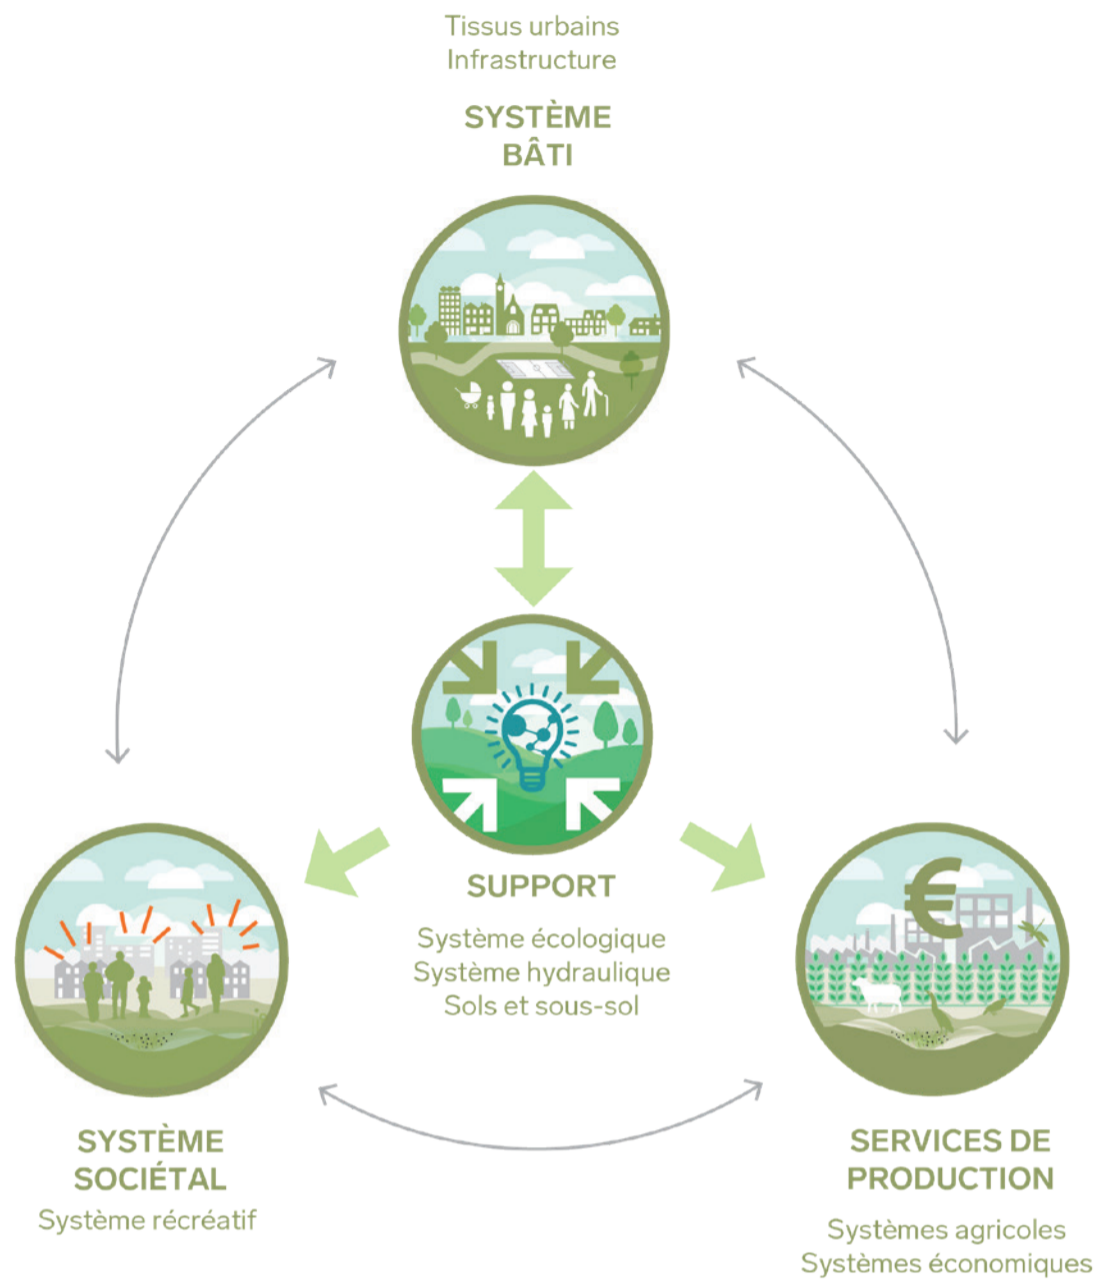 Tissus urbains
Infrastructure
SYSTÈME
BÂTI
SUPPORT
Système écologique
Système hydraulique
Sols et sous-sol
SYSTÈME
SOCIÉTAL
Système récréatif
€
SERVICES DE
PRODUCTION
Systèmes agricoles
Systèmes économiques